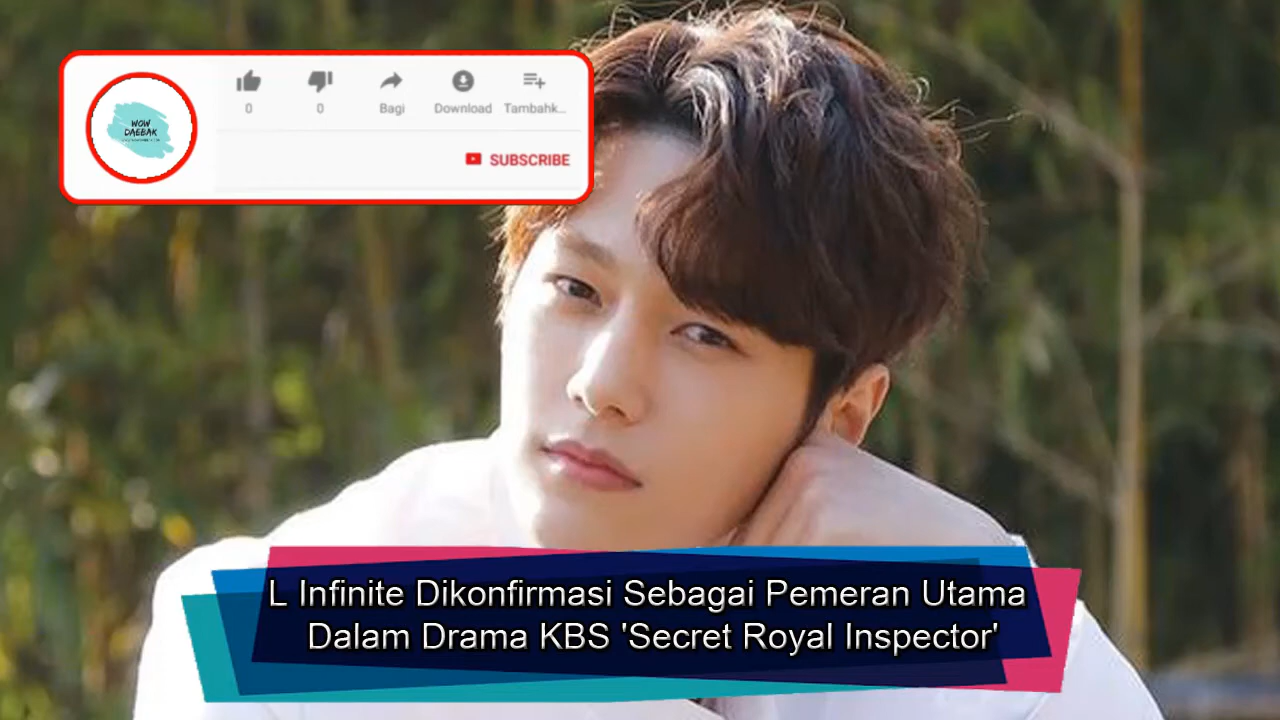 0
0
Bagi
Download
Tambahk...
WOW
DAEBAK
SUBSCRIBE
L Infinite Dikonfirmasi Sebagai Pemeran Utama
Dalam Drama KBS 'Secret Royal Inspector'